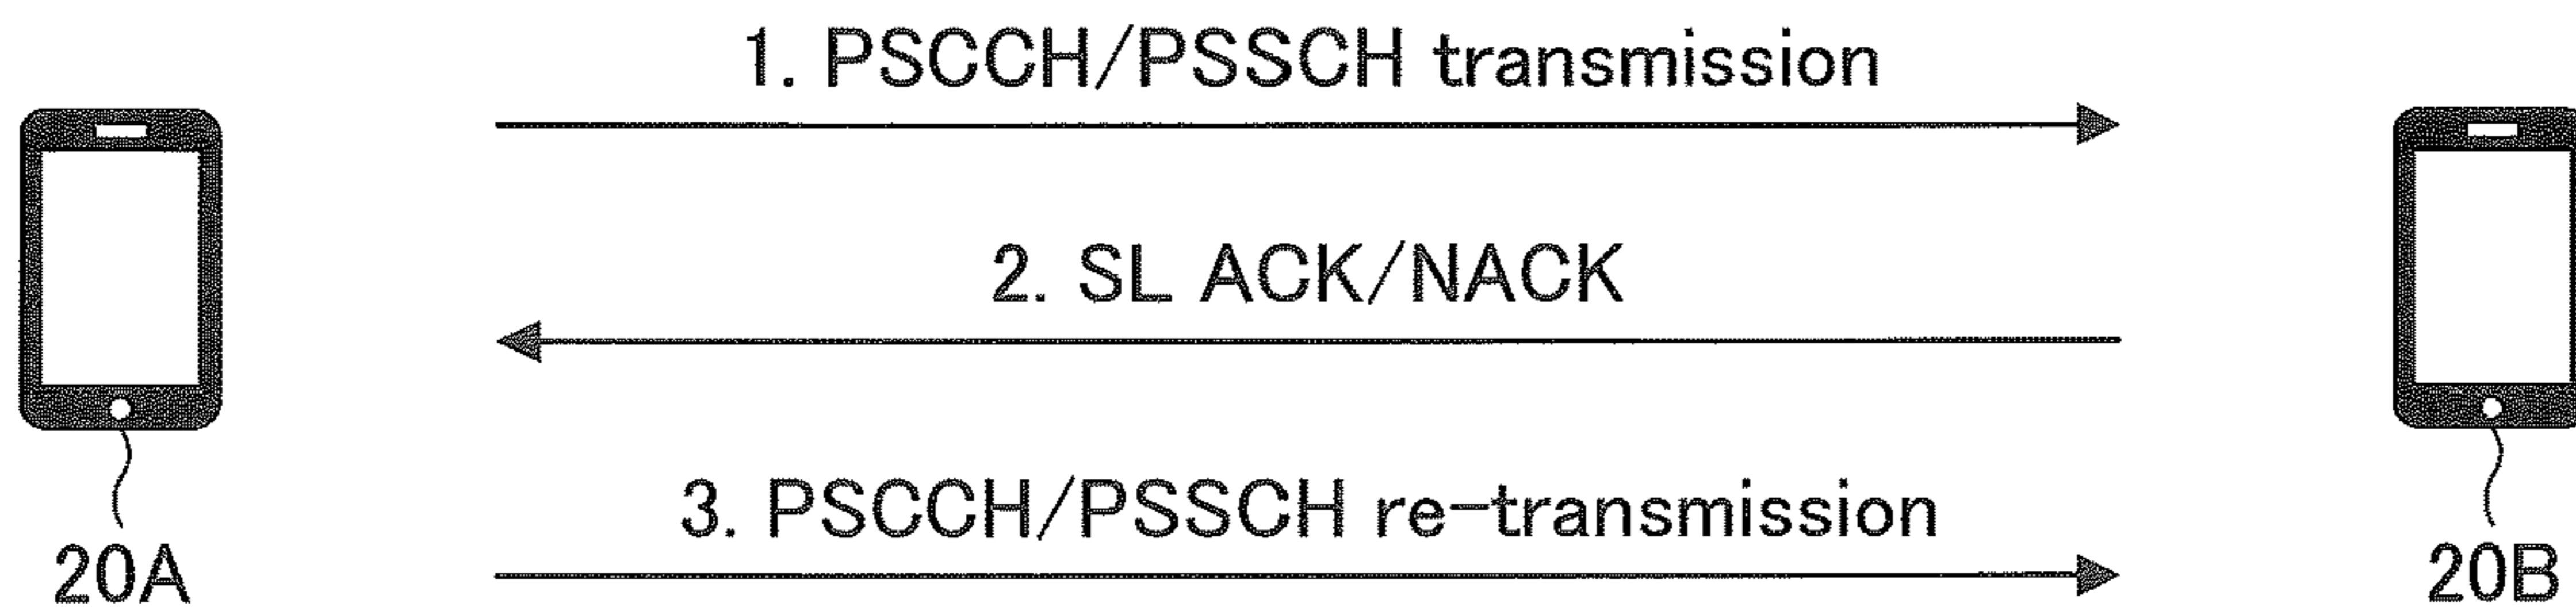 1. PSCCH/PSSCH transmission
2. SL ACK/NACK
3. PSCCH/PSSCH re-transmission
20A
20B